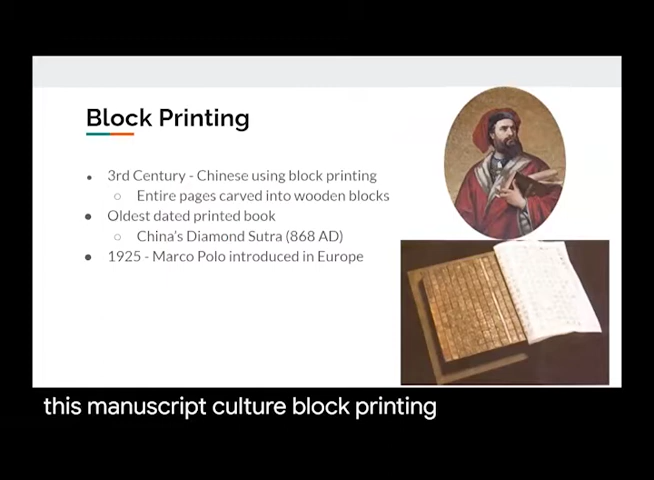 Block Printing
● 3rd Century - Chinese using block printing
○ Entire pages carved into wooden blocks
● Oldest dated printed book
○ China's Diamond Sutra (868 AD)
● 1925 - Marco Polo introduced in Europe
this manuscript culture block printing